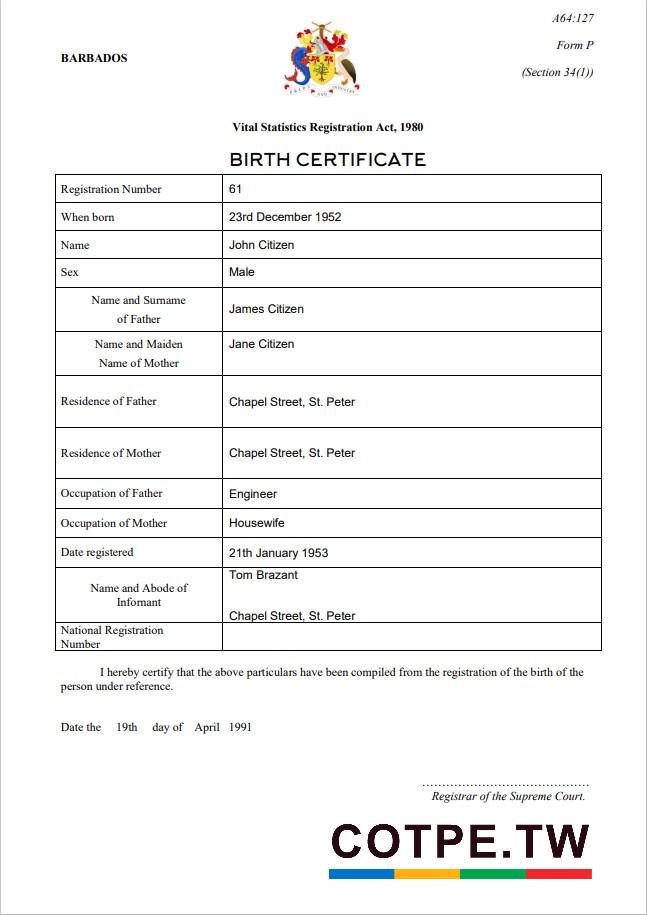 A64:127
Form P
BARBADOS
(Section 34(1))
Vital Statistics Registration Act, 1980
BIRTH CERTIFICATE
Registration Number 61
When born 23rd December 1952
Name John Citizen
Sex Male
Name and Surname
of Father
James Citizen
Name and Maiden
Name of Mother
Jane Citizen
Residence of Father Chapel Street, St. Peter
Residence of Mother Chapel Street, St. Peter
Occupation of Father Engineer
Occupation of Mother Housewife
Date registered 21th January 1953
Name and Abode of
Infomant
Tom Brazant
Chapel Street, St. Peter
National Registration
Number
I hereby certify that the above particulars have been compiled from the registration of the birth of the
person under reference.
Date the 19th day of April 1991
Registrar of the Supreme Court.
COTPE.TW